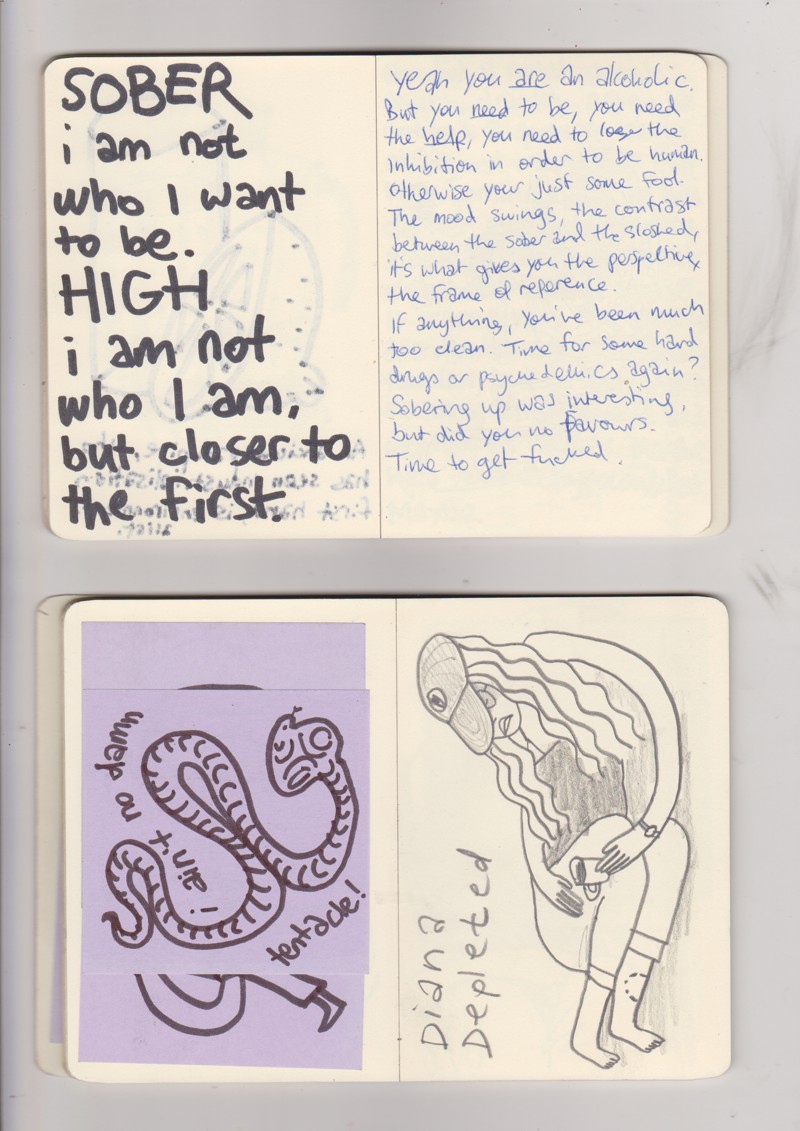 SOBER
i am not
who I want
to be.
HIGH
i am not
who I am,
but closer to
the first.
yeah you are an alcoholic.
But you need to be, you need
the help, you need to lose the
inhibition in order to be human.
otherwise your just some fool.
The mood swings, the contrast
between the sober and the sloshed,
it's what gives you the perspective,
the frame of reference.
If anything, you've been much
too clean. Time for some hard
drugs or psychedelics again?
Sobering up was interesting,
but did you no favours.
Time to get fucked.
i ain't
no damn
tentacle!
Diana
Depleted